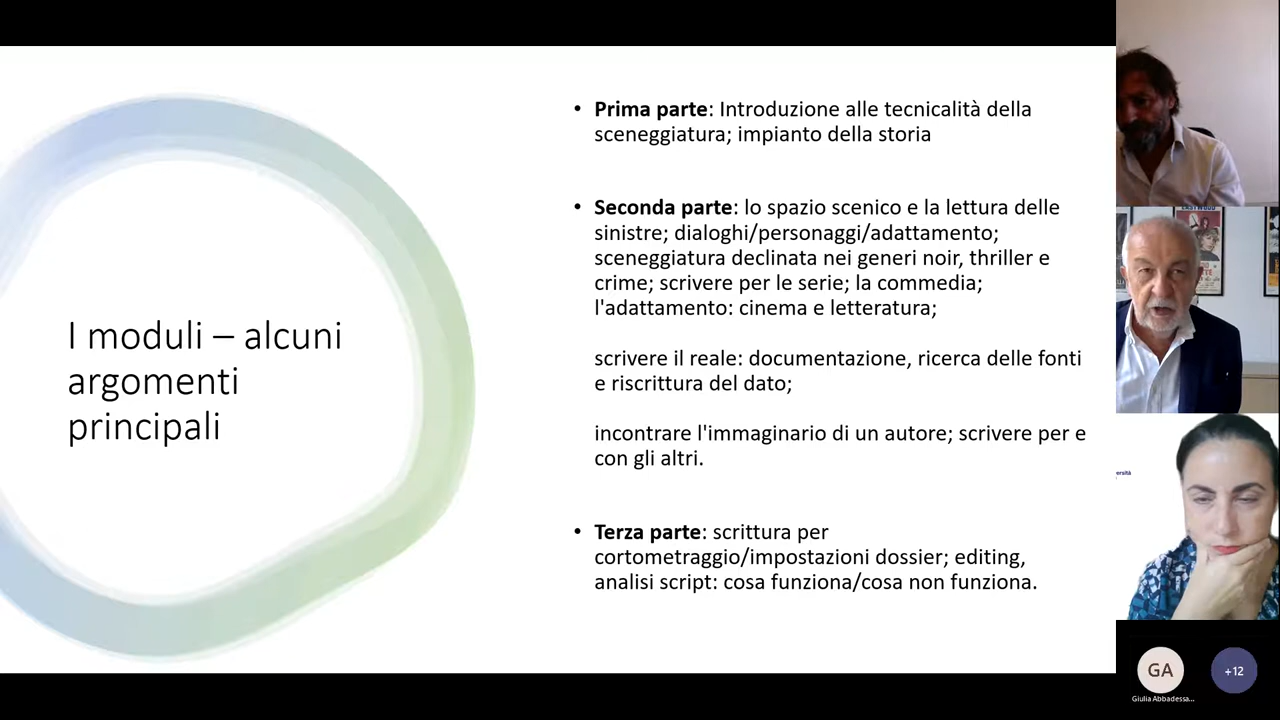 I moduli – alcuni
argomenti
principali
• Prima parte: Introduzione alle tecnicalità della
sceneggiatura; impianto della storia
• Seconda parte: lo spazio scenico e la lettura delle
sinistre; dialoghi/personaggi/adattamento;
sceneggiatura declinata nei generi noir, thriller e
crime; scrivere per le serie; la commedia;
l'adattamento: cinema e letteratura;
scrivere il reale: documentazione, ricerca delle fonti
e riscrittura del dato;
incontrare l'immaginario di un autore; scrivere per e
con gli altri.
• Terza parte: scrittura per
cortometraggio/impostazioni dossier; editing,
analisi script: cosa funziona/cosa non funziona.
ersità
GA
+12
Giulia Abbadessa...